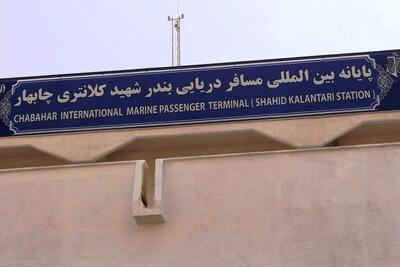 پایانه بین المللی مسافر دریایی بندر شهید کلانتری چابهار
CHABAHAR INTERNATIONAL MARINE PASSENGER TERMINAL ( SHAHID KALANTARI STATION )